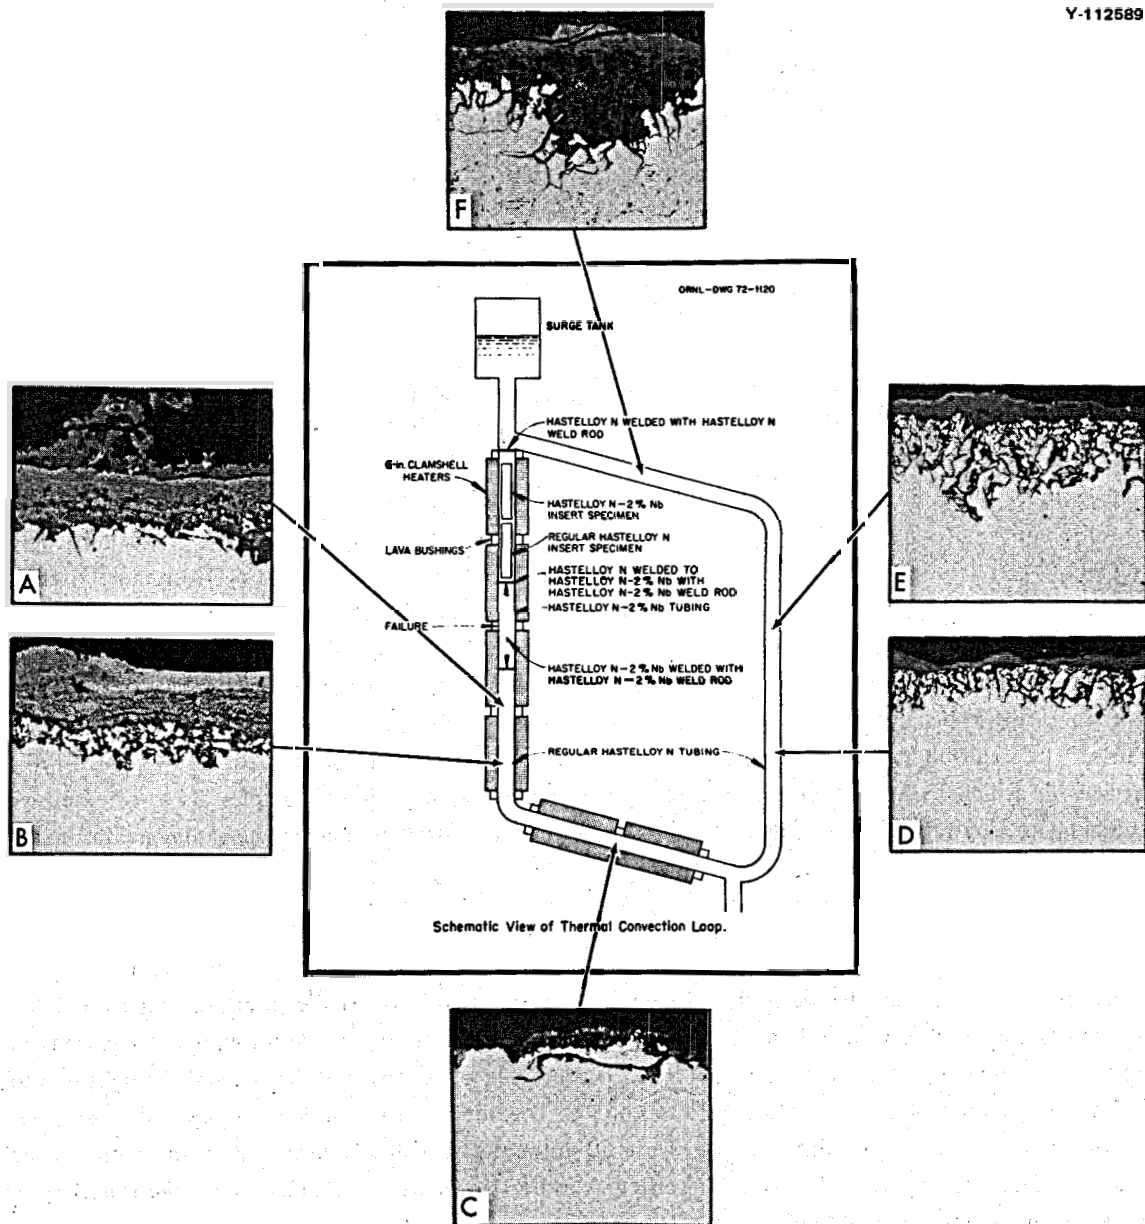 Y-112589
F
ORNL-DWG 72-1120
SURGE TANK
HASTELLOY N WELDED WITH HASTELLOY N
WELD ROD
6-in. CLAMSHELL
HEATERS
HASTELLOY N-2% Nb
INSERT SPECIMEN
LAVA BUSHINGS
REGULAR HASTELLOY N
INSERT SPECIMEN
HASTELLOY N WELDED TO
HASTELLOY N-2% Nb WITH
HASTELLOY N-2% Nb WELD ROD
HASTELLOY N-2% Nb TUBING
FAILURE
HASTELLOY N-2% Nb WELDED WITH
HASTELLOY N-2% Nb WELD ROD
REGULAR HASTELLOY N TUBING
Schematic View of Thermal Convection Loop.
A
B
E
D
C